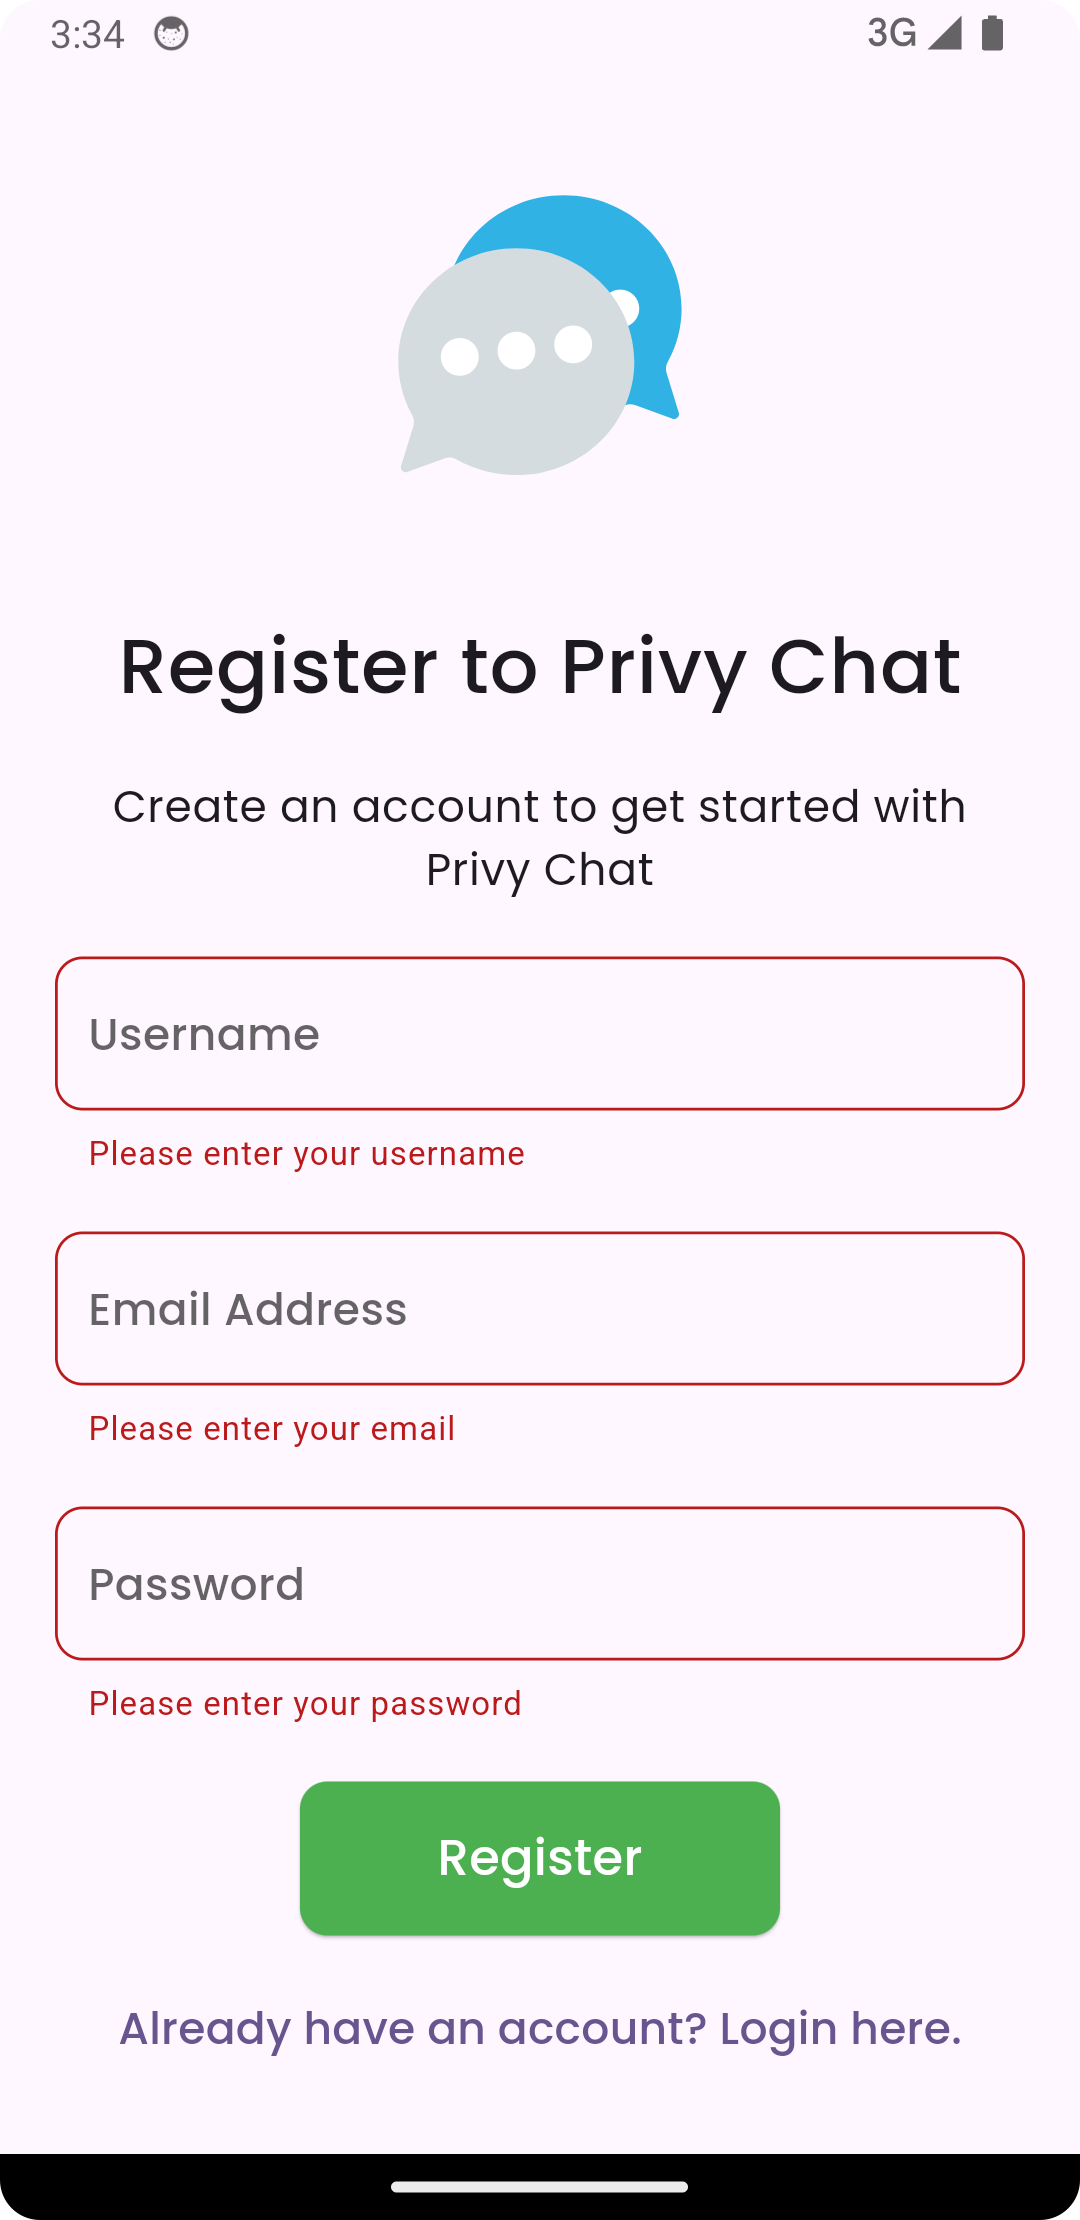 3:34
3G
Register to Privy Chat
Create an account to get started with
Privy Chat
Username
Please enter your username
Email Address
Please enter your email
Password
Please enter your password
Register
Already have an account? Login here.